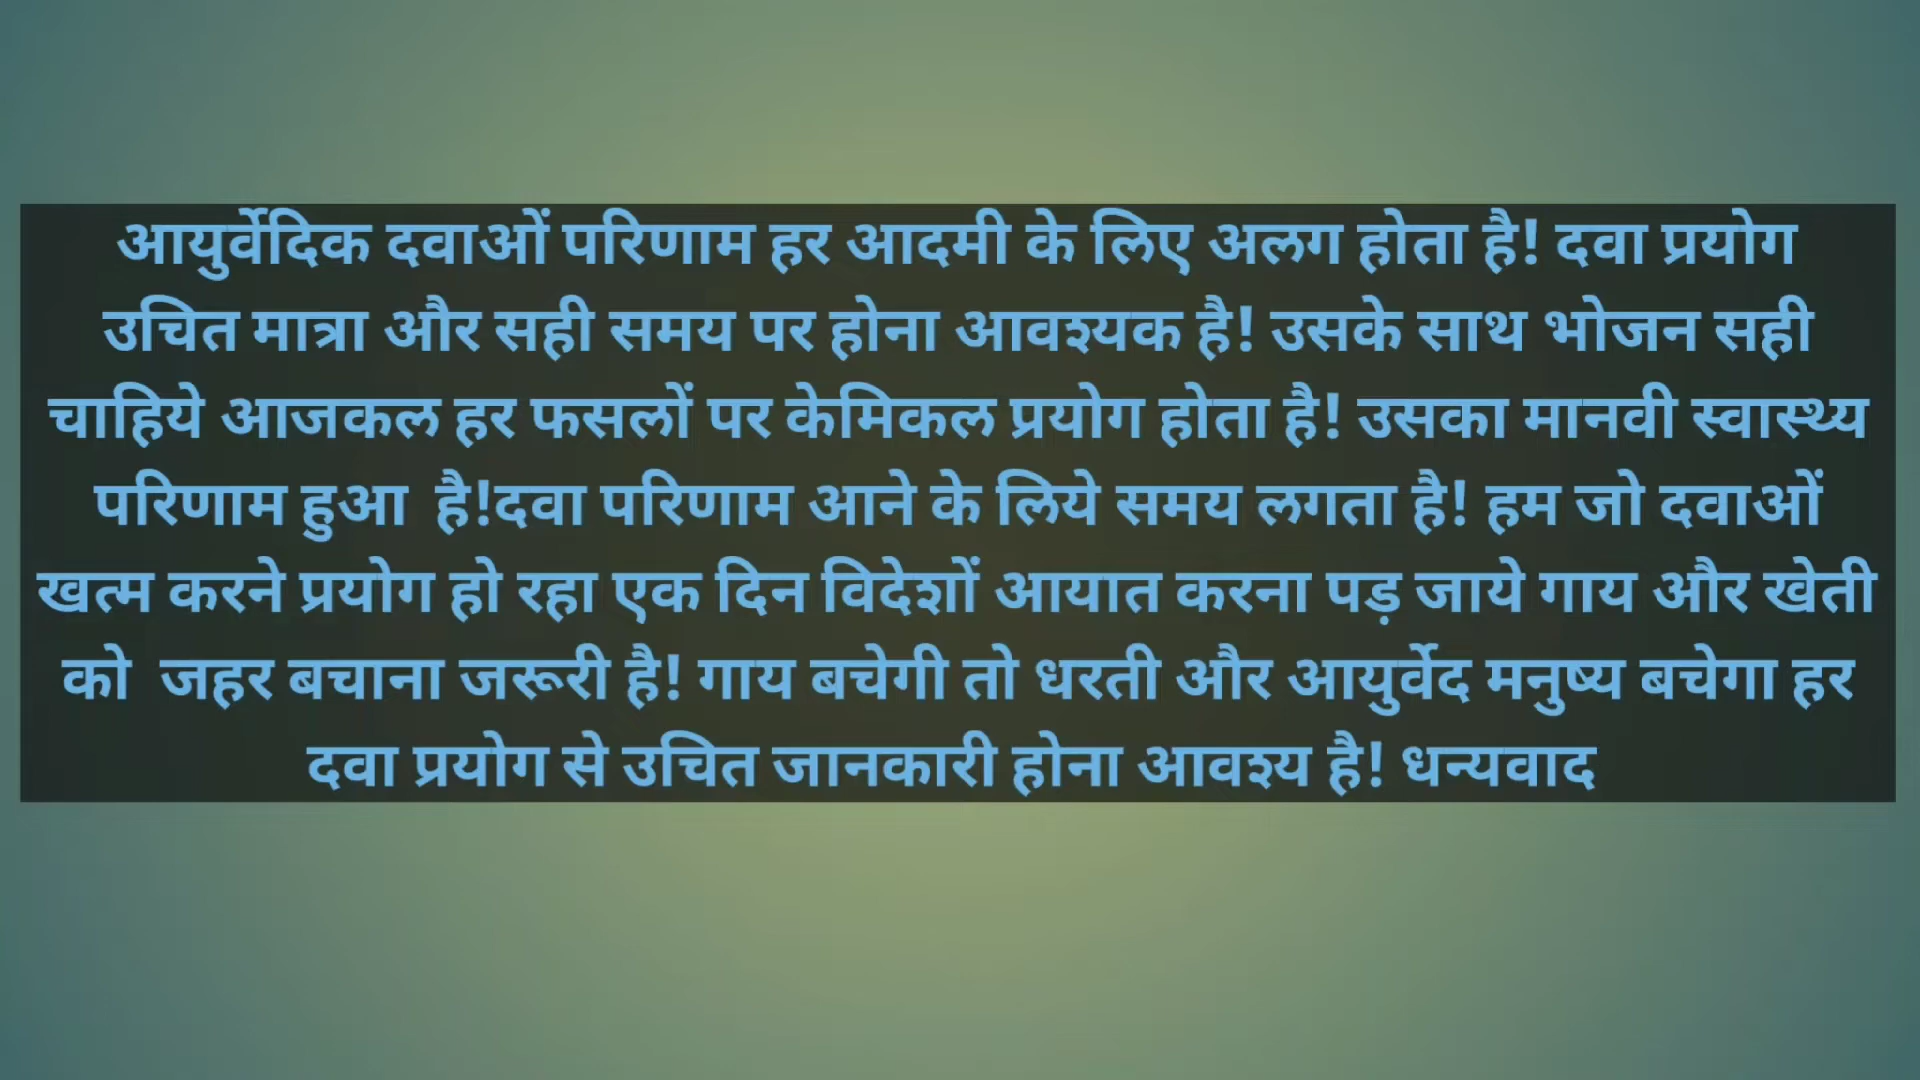 आयुर्वेदिक दवाओं परिणाम हर आदमी के लिए अलग होता है! दवा प्रयोग
उचित मात्रा और सही समय पर होना आवश्यक है! उसके साथ भोजन सही
चाहिये आजकल हर फसलों पर केमिकल प्रयोग होता है! उसका मानवी स्वास्थ्य
परिणाम हुआ  है!दवा परिणाम आने के लिये समय लगता है! हम जो दवाओं
खत्म करने प्रयोग हो रहा एक दिन विदेशों आयात करना पड़ जाये गाय और खेती
को  जहर बचाना जरूरी है! गाय बचेगी तो धरती और आयुर्वेद मनुष्य बचेगा हर
दवा प्रयोग से उचित जानकारी होना आवश्य है! धन्यवाद